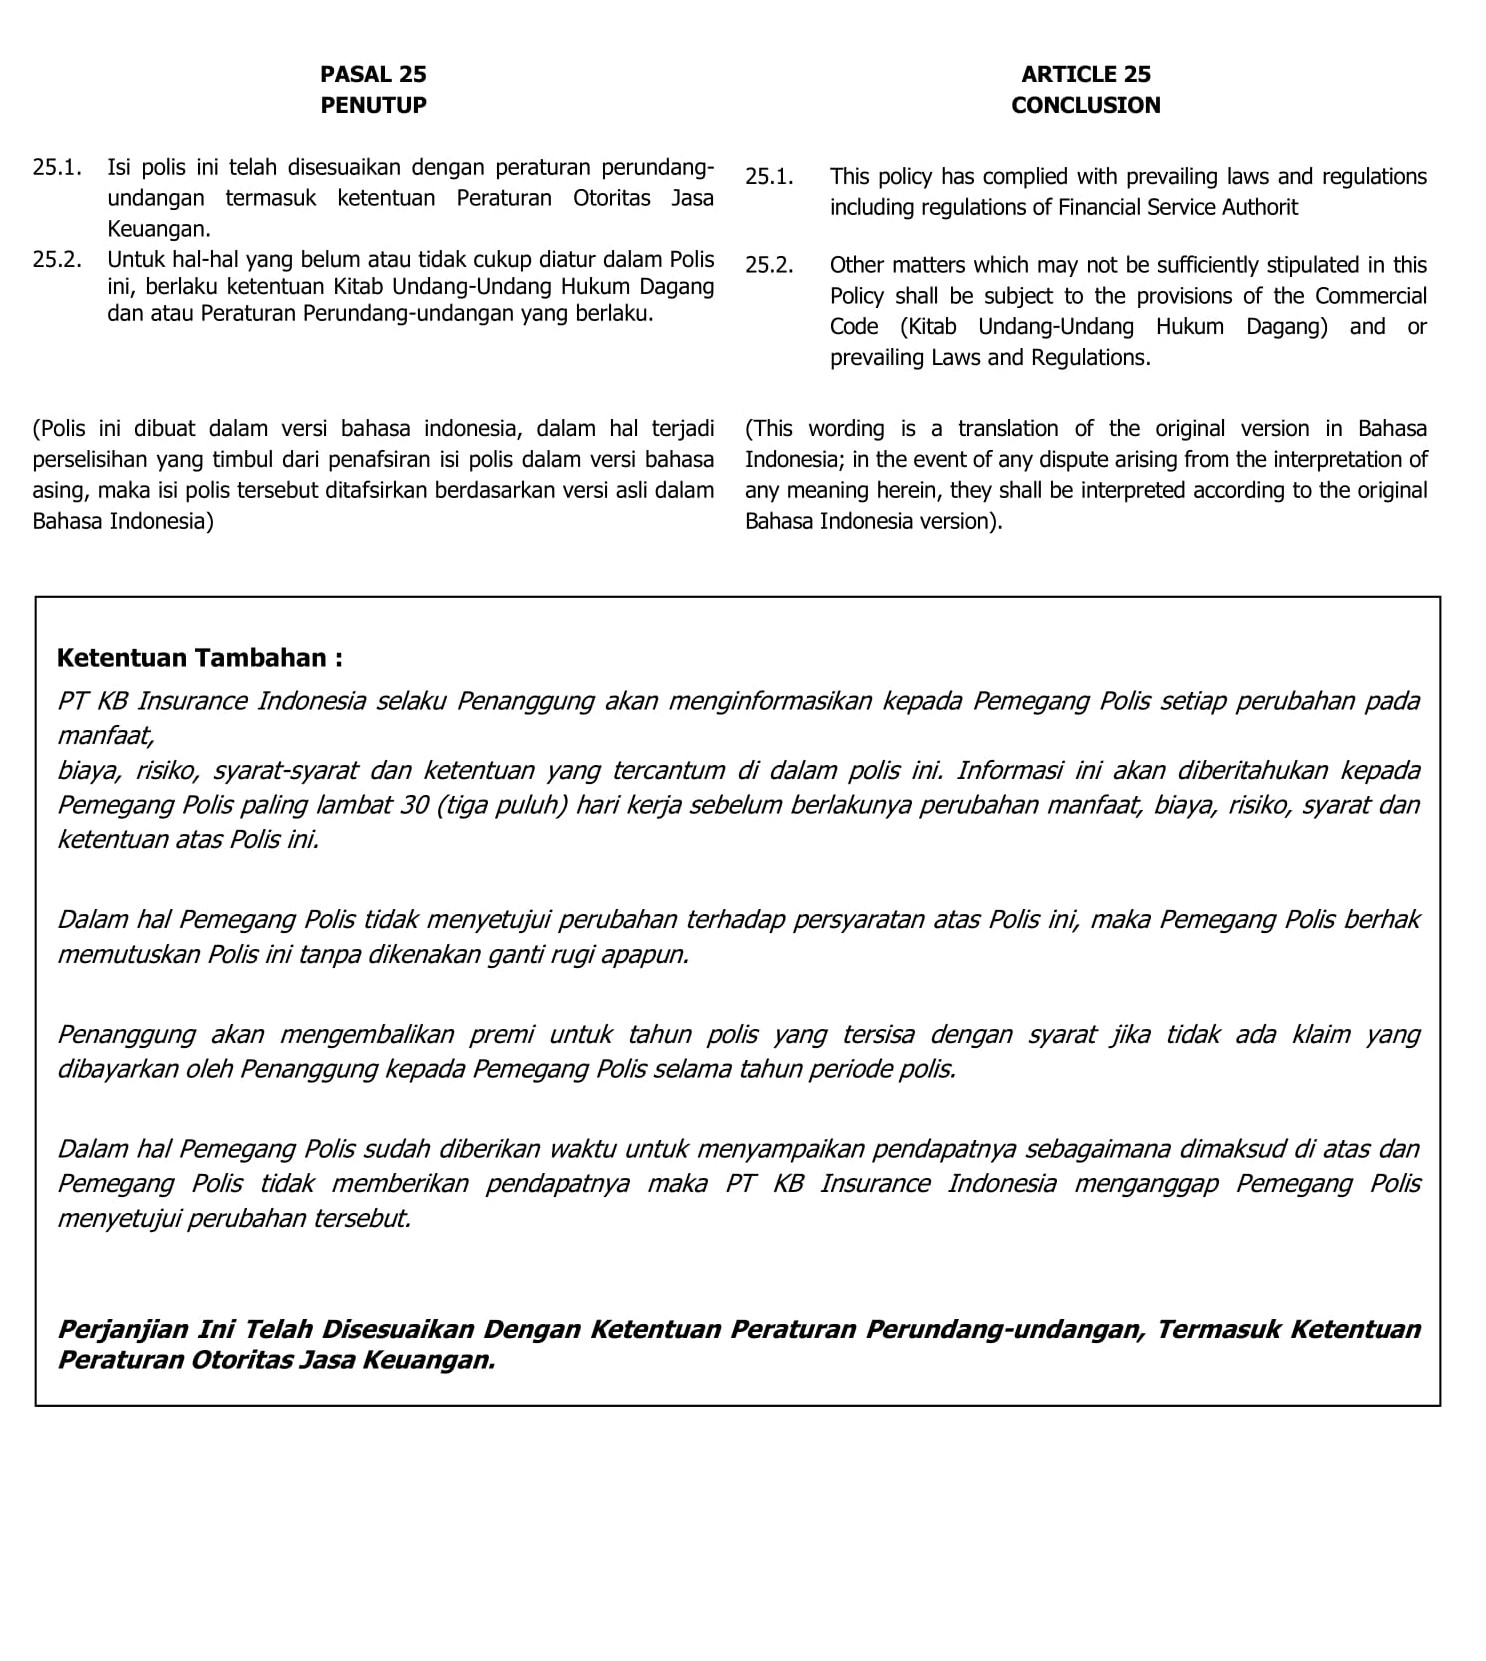 PASAL 25
PENUTUP
25.1. Isi polis ini telah disesuaikan dengan peraturan perundang-
undangan termasuk ketentuan Peraturan Otoritas Jasa
Keuangan.
25.2. Untuk hal-hal yang belum atau tidak cukup diatur dalam Polis
ini, berlaku ketentuan Kitab Undang-Undang Hukum Dagang
dan atau Peraturan Perundang-undangan yang berlaku.
(Polis ini dibuat dalam versi bahasa indonesia, dalam hal terjadi
perselisihan yang timbul dari penafsiran isi polis dalam versi bahasa
asing, maka isi polis tersebut ditafsirkan berdasarkan versi asli dalam
Bahasa Indonesia)
ARTICLE 25
CONCLUSION
25.1. This policy has complied with prevailing laws and regulations
including regulations of Financial Service Authorit
25.2. Other matters which may not be sufficiently stipulated in this
Policy shall be subject to the provisions of the Commercial
Code (Kitab Undang-Undang Hukum Dagang) and or
prevailing Laws and Regulations.
(This wording is a translation of the original version in Bahasa
Indonesia; in the event of any dispute arising from the interpretation of
any meaning herein, they shall be interpreted according to the original
Bahasa Indonesia version).
Ketentuan Tambahan :
PT KB Insurance Indonesia selaku Penanggung akan menginformasikan kepada Pemegang Polis setiap perubahan pada
manfaat,
biaya, risiko, syarat-syarat dan ketentuan yang tercantum di dalam polis ini. Informasi ini akan diberitahukan kepada
Pemegang Polis paling lambat 30 (tiga puluh) hari kerja sebelum berlakunya perubahan manfaat, biaya, risiko, syarat dan
ketentuan atas Polis ini.
Dalam hal Pemegang Polis tidak menyetujui perubahan terhadap persyaratan atas Polis ini, maka Pemegang Polis berhak
memutuskan Polis ini tanpa dikenakan ganti rugi apapun.
Penanggung akan mengembalikan premi untuk tahun polis yang tersisa dengan syarat jika tidak ada klaim yang
dibayarkan oleh Penanggung kepada Pemegang Polis selama tahun periode polis.
Dalam hal Pemegang Polis sudah diberikan waktu untuk menyampaikan pendapatnya sebagaimana dimaksud di atas dan
Pemegang Polis tidak memberikan pendapatnya maka PT KB Insurance Indonesia menganggap Pemegang Polis
menyetujui perubahan tersebut.
Perjanjian Ini Telah Disesuaikan Dengan Ketentuan Peraturan Perundang-undangan, Termasuk Ketentuan
Peraturan Otoritas Jasa Keuangan.